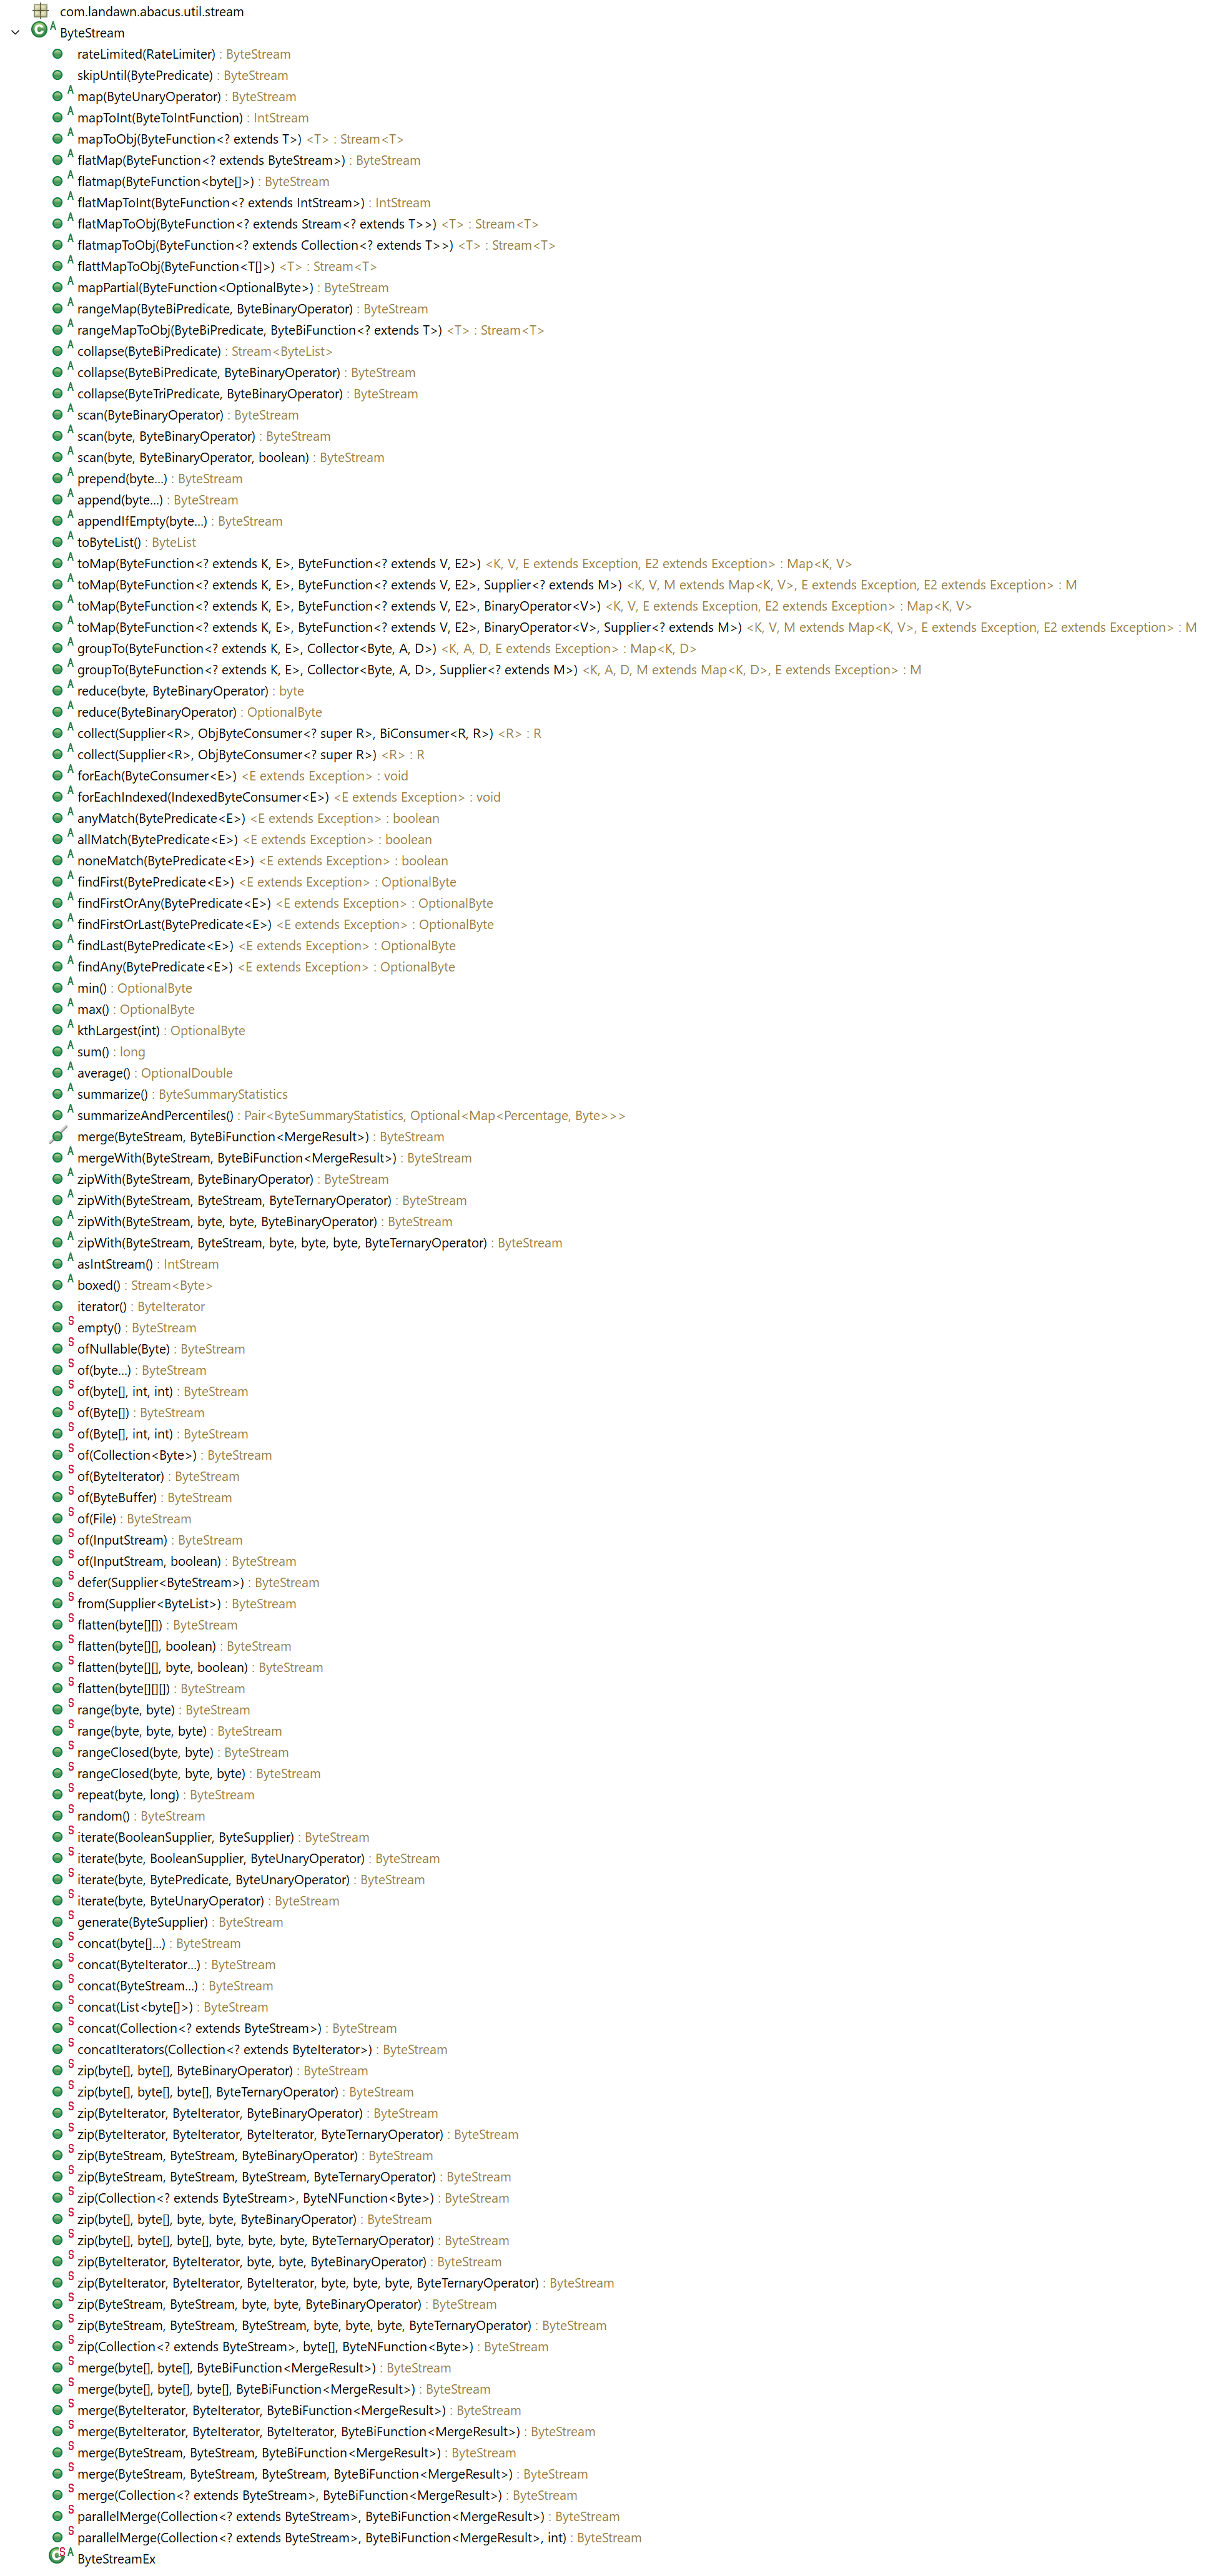 com.landawn.abacus.util.stream
ByteStream
rateLimited(RateLimiter) : ByteStream
skipUntil(BytePredicate) : ByteStream
A map(ByteUnaryOperator) : ByteStream
A mapToInt(ByteToIntFunction) : IntStream
A mapToObj(ByteFunction<? extends T>) <T> : Stream<T>
A flatMap(ByteFunction<? extends ByteStream>) : ByteStream
A flatmap(ByteFunction<byte[]>) : ByteStream
A flatMapToInt(ByteFunction<? extends IntStream>) : IntStream
A flatMapToObj(ByteFunction<? extends Stream<? extends T>>) <T> : Stream<T>
A flatmapToObj(ByteFunction<? extends Collection<? extends T>>) <T> : Stream<T>
A flattMapToObj(ByteFunction<T[]>) <T> : Stream<T>
A mapPartial(ByteFunction<OptionalByte>) : ByteStream
A rangeMap(ByteBiPredicate, ByteBinaryOperator) : ByteStream
A rangeMapToObj(ByteBiPredicate, ByteBiFunction<? extends T>) <T> : Stream<T>
A collapse(ByteBiPredicate) : Stream<ByteList>
A collapse(ByteBiPredicate, ByteBinaryOperator) : ByteStream
A collapse(ByteTriPredicate, ByteBinaryOperator) : ByteStream
A scan(ByteBinaryOperator) : ByteStream
A scan(byte, ByteBinaryOperator) : ByteStream
A scan(byte, ByteBinaryOperator, boolean) : ByteStream
A prepend(byte...) : ByteStream
A append(byte...) : ByteStream
A appendIfEmpty(byte...) : ByteStream
A toByteList() : ByteList
A toMap(ByteFunction<? extends K, E>, ByteFunction<? extends V, E2>) <K, V, E extends Exception, E2 extends Exception> : Map<K, V>
A toMap(ByteFunction<? extends K, E>, ByteFunction<? extends V, E2>, Supplier<? extends M>) <K, V, M extends Map<K, V>, E extends Exception, E2 extends Exception> : M
A toMap(ByteFunction<? extends K, E>, ByteFunction<? extends V, E2>, BinaryOperator<V>) <K, V, E extends Exception, E2 extends Exception> : Map<K, V>
A toMap(ByteFunction<? extends K, E>, ByteFunction<? extends V, E2>, BinaryOperator<V>, Supplier<? extends M>) <K, V, M extends Map<K, V>, E extends Exception, E2 extends Exception> : M
A groupTo(ByteFunction<? extends K, E>, Collector<Byte, A, D>) <K, A, D, E extends Exception> : Map<K, D>
A groupTo(ByteFunction<? extends K, E>, Collector<Byte, A, D>, Supplier<? extends M>) <K, A, D, M extends Map<K, D>, E extends Exception> : M
A reduce(byte, ByteBinaryOperator) : byte
A reduce(ByteBinaryOperator) : OptionalByte
A collect(Supplier<R>, ObjByteConsumer<? super R>, BiConsumer<R, R>) <R> : R
A collect(Supplier<R>, ObjByteConsumer<? super R>) <R> : R
A forEach(ByteConsumer<E>) <E extends Exception> : void
A forEachIndexed(IndexedByteConsumer<E>) <E extends Exception> : void
A anyMatch(BytePredicate<E>) <E extends Exception> : boolean
A allMatch(BytePredicate<E>) <E extends Exception> : boolean
A noneMatch(BytePredicate<E>) <E extends Exception> : boolean
A findFirst(BytePredicate<E>) <E extends Exception> : OptionalByte
A findFirstOrAny(BytePredicate<E>) <E extends Exception> : OptionalByte
A findFirstOrLast(BytePredicate<E>) <E extends Exception> : OptionalByte
A findLast(BytePredicate<E>) <E extends Exception> : OptionalByte
A findAny(BytePredicate<E>) <E extends Exception> : OptionalByte
A min() : OptionalByte
A max() : OptionalByte
A kthLargest(int) : OptionalByte
A sum() : long
A average() : OptionalDouble
A summarize() : ByteSummaryStatistics
A summarizeAndPercentiles() : Pair<ByteSummaryStatistics, Optional<Map<Percentage, Byte>>>
merge(ByteStream, ByteBiFunction<MergeResult>) : ByteStream
A mergeWith(ByteStream, ByteBiFunction<MergeResult>) : ByteStream
A zipWith(ByteStream, ByteBinaryOperator) : ByteStream
A zipWith(ByteStream, ByteStream, ByteTernaryOperator) : ByteStream
A zipWith(ByteStream, byte, byte, ByteBinaryOperator) : ByteStream
A zipWith(ByteStream, ByteStream, byte, byte, byte, ByteTernaryOperator) : ByteStream
A asIntStream() : IntStream
A boxed() : Stream<Byte>
iterator() : ByteIterator
S empty() : ByteStream
S ofNullable(Byte) : ByteStream
S of(byte...) : ByteStream
S of(byte[], int, int) : ByteStream
S of(Byte[]) : ByteStream
S of(Byte[], int, int) : ByteStream
S of(Collection<Byte>) : ByteStream
S of(ByteIterator) : ByteStream
S of(ByteBuffer) : ByteStream
S of(File) : ByteStream
S of(InputStream) : ByteStream
S of(InputStream, boolean) : ByteStream
S defer(Supplier<ByteStream>) : ByteStream
S from(Supplier<ByteList>) : ByteStream
S flatten(byte[][]) : ByteStream
S flatten(byte[][], boolean) : ByteStream
S flatten(byte[][], byte, boolean) : ByteStream
S flatten(byte[][][]) : ByteStream
S range(byte, byte) : ByteStream
S range(byte, byte, byte) : ByteStream
S rangeClosed(byte, byte) : ByteStream
S rangeClosed(byte, byte, byte) : ByteStream
S repeat(byte, long) : ByteStream
S random() : ByteStream
S iterate(BooleanSupplier, ByteSupplier) : ByteStream
S iterate(byte, BooleanSupplier, ByteUnaryOperator) : ByteStream
S iterate(byte, BytePredicate, ByteUnaryOperator) : ByteStream
S iterate(byte, ByteUnaryOperator) : ByteStream
S generate(ByteSupplier) : ByteStream
S concat(byte[]...) : ByteStream
S concat(ByteIterator...) : ByteStream
S concat(ByteStream...) : ByteStream
S concat(List<byte[]>) : ByteStream
S concat(Collection<? extends ByteStream>) : ByteStream
S concatIterators(Collection<? extends ByteIterator>) : ByteStream
S zip(byte[], byte[], ByteBinaryOperator) : ByteStream
S zip(byte[], byte[], byte[], ByteTernaryOperator) : ByteStream
S zip(ByteIterator, ByteIterator, ByteBinaryOperator) : ByteStream
S zip(ByteIterator, ByteIterator, ByteIterator, ByteTernaryOperator) : ByteStream
S zip(ByteStream, ByteStream, ByteBinaryOperator) : ByteStream
S zip(ByteStream, ByteStream, ByteStream, ByteTernaryOperator) : ByteStream
S zip(Collection<? extends ByteStream>, ByteNFunction<Byte>) : ByteStream
S zip(byte[], byte[], byte, byte, ByteBinaryOperator) : ByteStream
S zip(byte[], byte[], byte[], byte, byte, byte, ByteTernaryOperator) : ByteStream
S zip(ByteIterator, ByteIterator, byte, byte, ByteBinaryOperator) : ByteStream
S zip(ByteIterator, ByteIterator, ByteIterator, byte, byte, byte, ByteTernaryOperator) : ByteStream
S zip(ByteStream, ByteStream, byte, byte, ByteBinaryOperator) : ByteStream
S zip(ByteStream, ByteStream, ByteStream, byte, byte, byte, ByteTernaryOperator) : ByteStream
S zip(Collection<? extends ByteStream>, byte[], ByteNFunction<Byte>) : ByteStream
S merge(byte[], byte[], ByteBiFunction<MergeResult>) : ByteStream
S merge(byte[], byte[], byte[], ByteBiFunction<MergeResult>) : ByteStream
S merge(ByteIterator, ByteIterator, ByteBiFunction<MergeResult>) : ByteStream
S merge(ByteIterator, ByteIterator, ByteIterator, ByteBiFunction<MergeResult>) : ByteStream
S merge(ByteStream, ByteStream, ByteBiFunction<MergeResult>) : ByteStream
S merge(ByteStream, ByteStream, ByteStream, ByteBiFunction<MergeResult>) : ByteStream
S merge(Collection<? extends ByteStream>, ByteBiFunction<MergeResult>) : ByteStream
S parallelMerge(Collection<? extends ByteStream>, ByteBiFunction<MergeResult>) : ByteStream
S parallelMerge(Collection<? extends ByteStream>, ByteBiFunction<MergeResult>, int) : ByteStream
ByteStreamEx